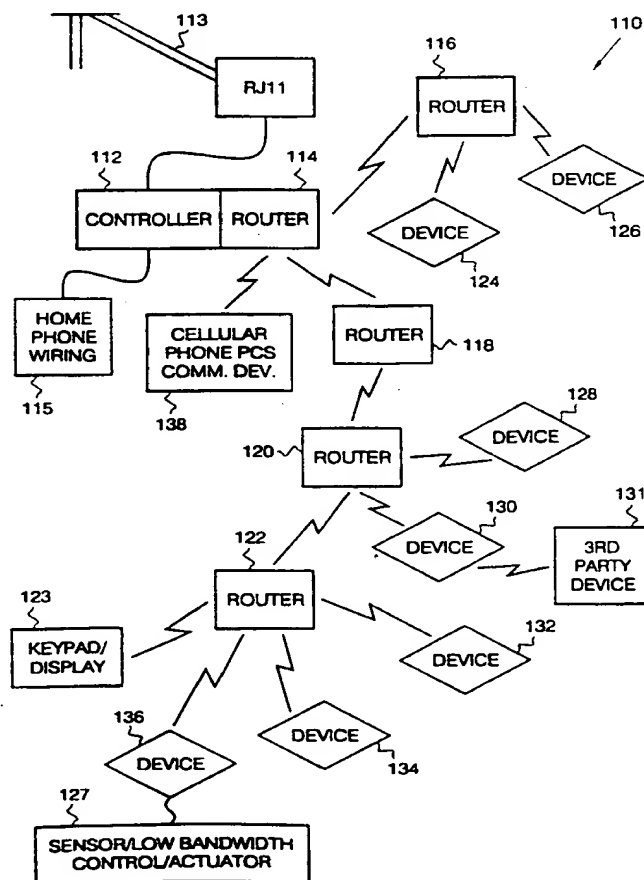 113
110
RJ11
116
ROUTER
112
114
CONTROLLER
ROUTER
DEVICE
126
DEVICE
124
HOME
PHONE
WIRING
115
CELLULAR
PHONE PCS
COMM. DEV.
138
ROUTER
118
128
DEVICE
120
ROUTER
130
DEVICE
131
3RD
PARTY
DEVICE
122
ROUTER
123
KEYPAD/
DISPLAY
132
DEVICE
136
DEVICE
DEVICE
134
127
SENSOR/LOW BANDWIDTH
CONTROL/ACTUATOR